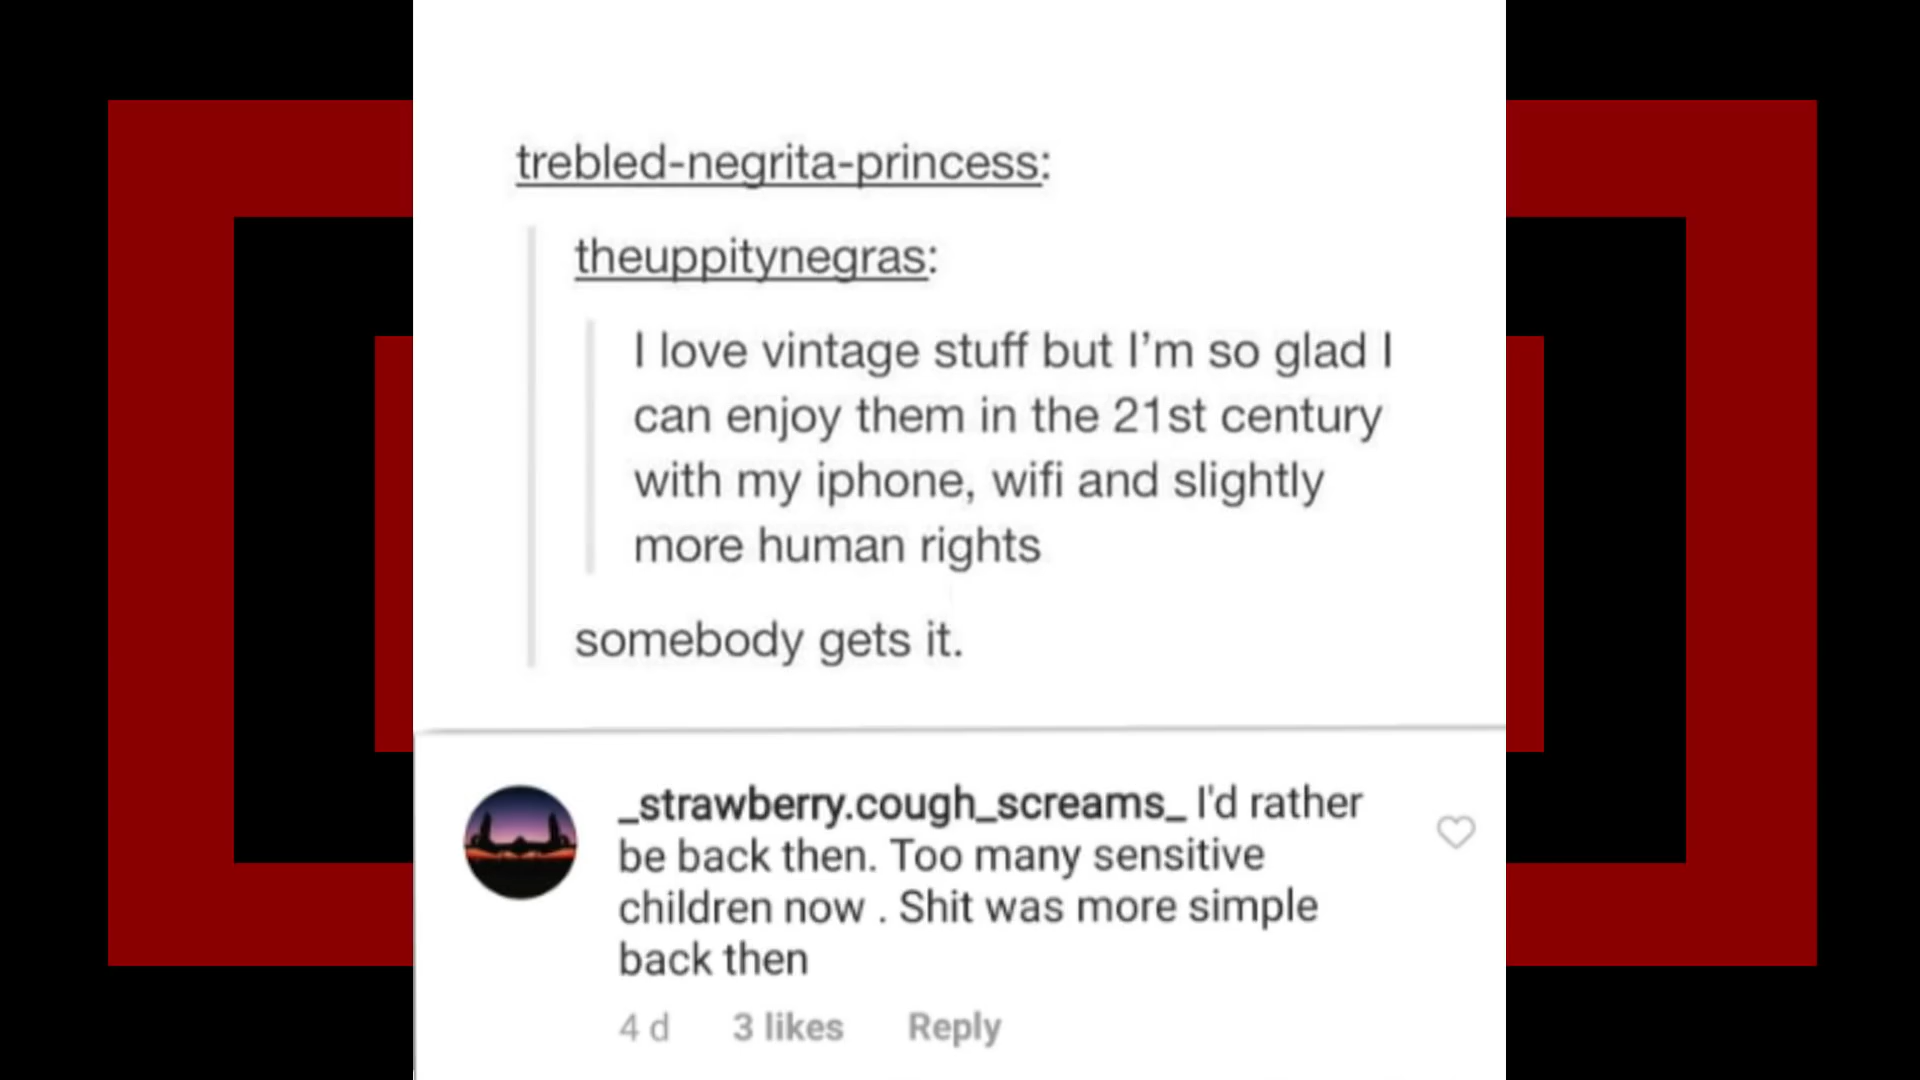 trebled-negrita-princess:
theuppitynegras:
I love vintage stuff but I’m so glad I
can enjoy them in the 21st century
with my iphone, wifi and slightly
more human rights
somebody gets it.
_strawberry.cough_screams_ I'd rather
be back then. Too many sensitive
children now . Shit was more simple
back then
4 d 3 likes Reply